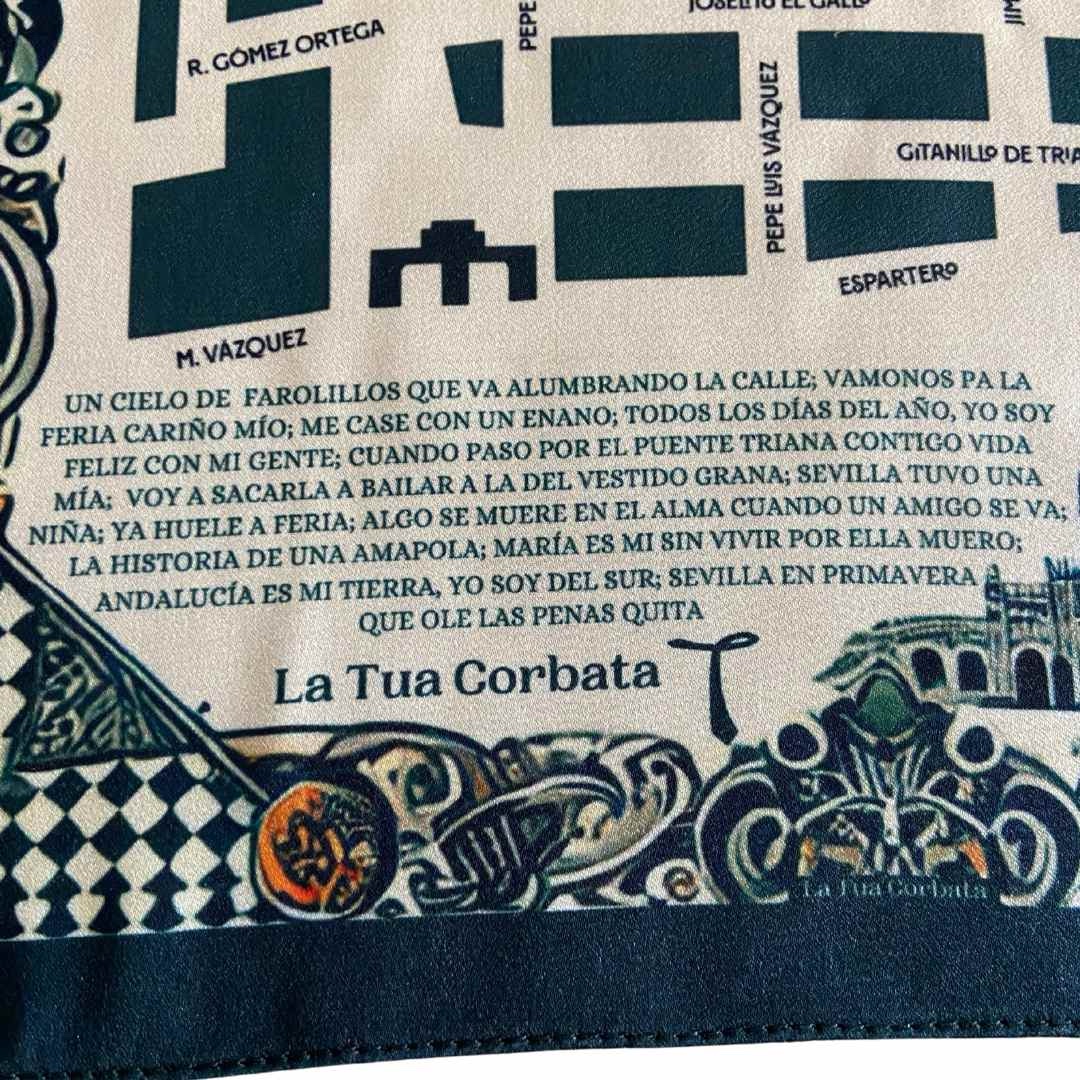 JOSELITO EL GALLO
R. GÓMEZ ORTEGA
PEPE
PEPE LUIS VÁZQUEZ
GITANILLO DE TRIA
ESPARTERO
M. VÁZQUEZ
UN CIELO DE FAROLILLOS QUE VA ALUMBRANDO LA CALLE; VAMONOS PA LA
FERIA CARIÑO MÍO; ME CASE CON UN ENANO; TODOS LOS DÍAS DEL AÑO, YO SOY
FELIZ CON MI GENTE; CUANDO PASO POR EL PUENTE TRIANA CONTIGO VIDA
MÍA; VOY A SACARLA A BAILAR A LA DEL VESTIDO GRANA; SEVILLA TUVO UNA
NIÑA; YA HUELE A FERIA; ALGO SE MUERE EN EL ALMA CUANDO UN AMIGO SE VA;
LA HISTORIA DE UNA AMAPOLA; MARÍA ES MI SIN VIVIR POR ELLA MUERO;
ANDALUCÍA ES MI TIERRA, YO SOY DEL SUR; SEVILLA EN PRIMAVERA
QUE OLE LAS PENAS QUITA
La Tua Corbata
La Tua Corbata